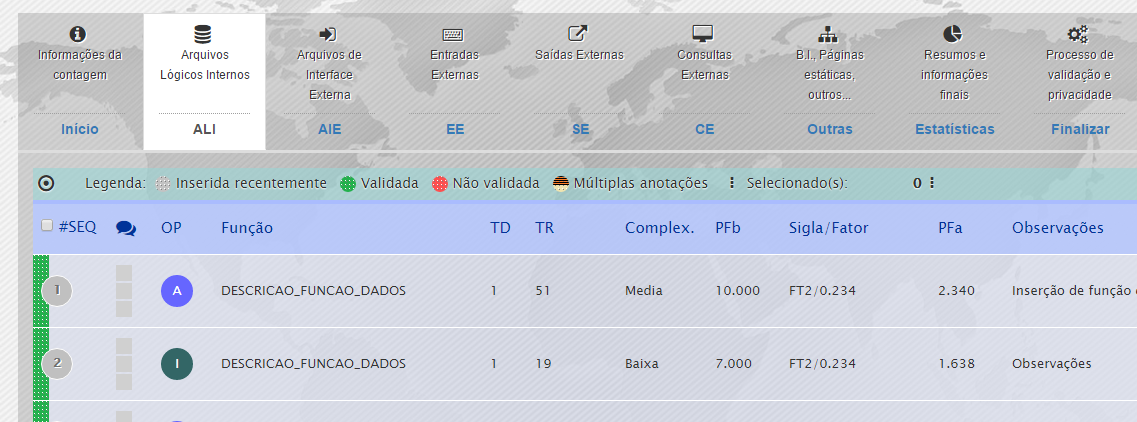 Informações da contagem
Início
Arquivos Lógicos Internos
ALI
Arquivos de Interface Externa
AIE
Entradas Externas
EE
Saídas Externas
SE
Consultas Externas
CE
B.I., Páginas estáticas, outros...
Outras
Resumos e informações finais
Estatísticas
Processo de validação e privacidade
Finalizar
Legenda: Inserida recentemente Validada Não validada Múltiplas anotações Selecionado(s): 0
#SEQ OP Função TD TR Complex. PFb Sigla/Fator PFa Observações
1 A DESCRICAO_FUNCAO_DADOS 1 51 Media 10.000 FT2/0.234 2.340 Inserção de função
2 I DESCRICAO_FUNCAO_DADOS 1 19 Baixa 7.000 FT2/0.234 1.638 Observações